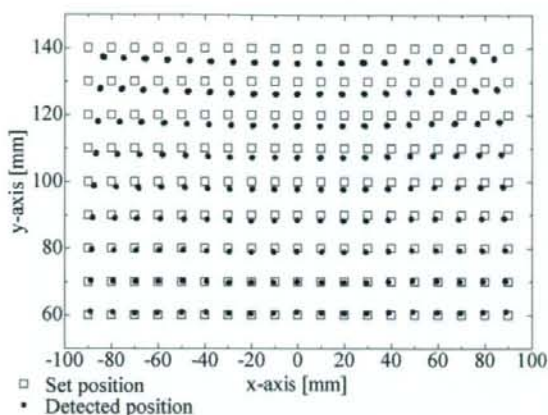 140
120
100
80
60
y-axis [mm]
-100 -80 -60 -40 -20 0 20 40 60 80 100
x-axis [mm]
Set position
Detected position